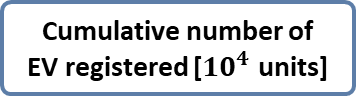 Cumulative number of
EV registered [10⁴ units]